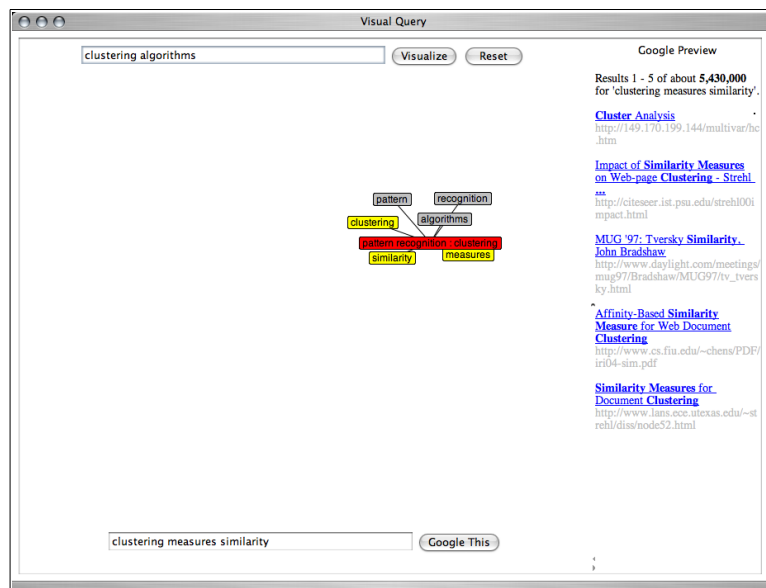 Visual Query
clustering algorithms
Visualize
Reset
pattern
recognition
clustering
algorithms
pattern recognition : clustering
similarity
measures
clustering measures similarity
Google This
Google Preview
Results 1 - 5 of about 5,430,000
for 'clustering measures similarity'.
Cluster Analysis
http://149.170.199.144/multivar/hc
.htm
Impact of Similarity Measures
on Web-page Clustering - Strehl
...
http://citeseer.ist.psu.edu/strehl00i
mpact.html
MUG '97: Tversky Similarity,
John Bradshaw
http://www.daylight.com/meetings/
mug97/Bradshaw/MUG97/tv_tvers
ky.html
Affinity-Based Similarity
Measure for Web Document
Clustering
http://www.cs.fiu.edu/~chens/PDF/
iri04-sim.pdf
Similarity Measures for
Document Clustering
http://www.lans.ece.utexas.edu/~st
rehl/diss/node52.html